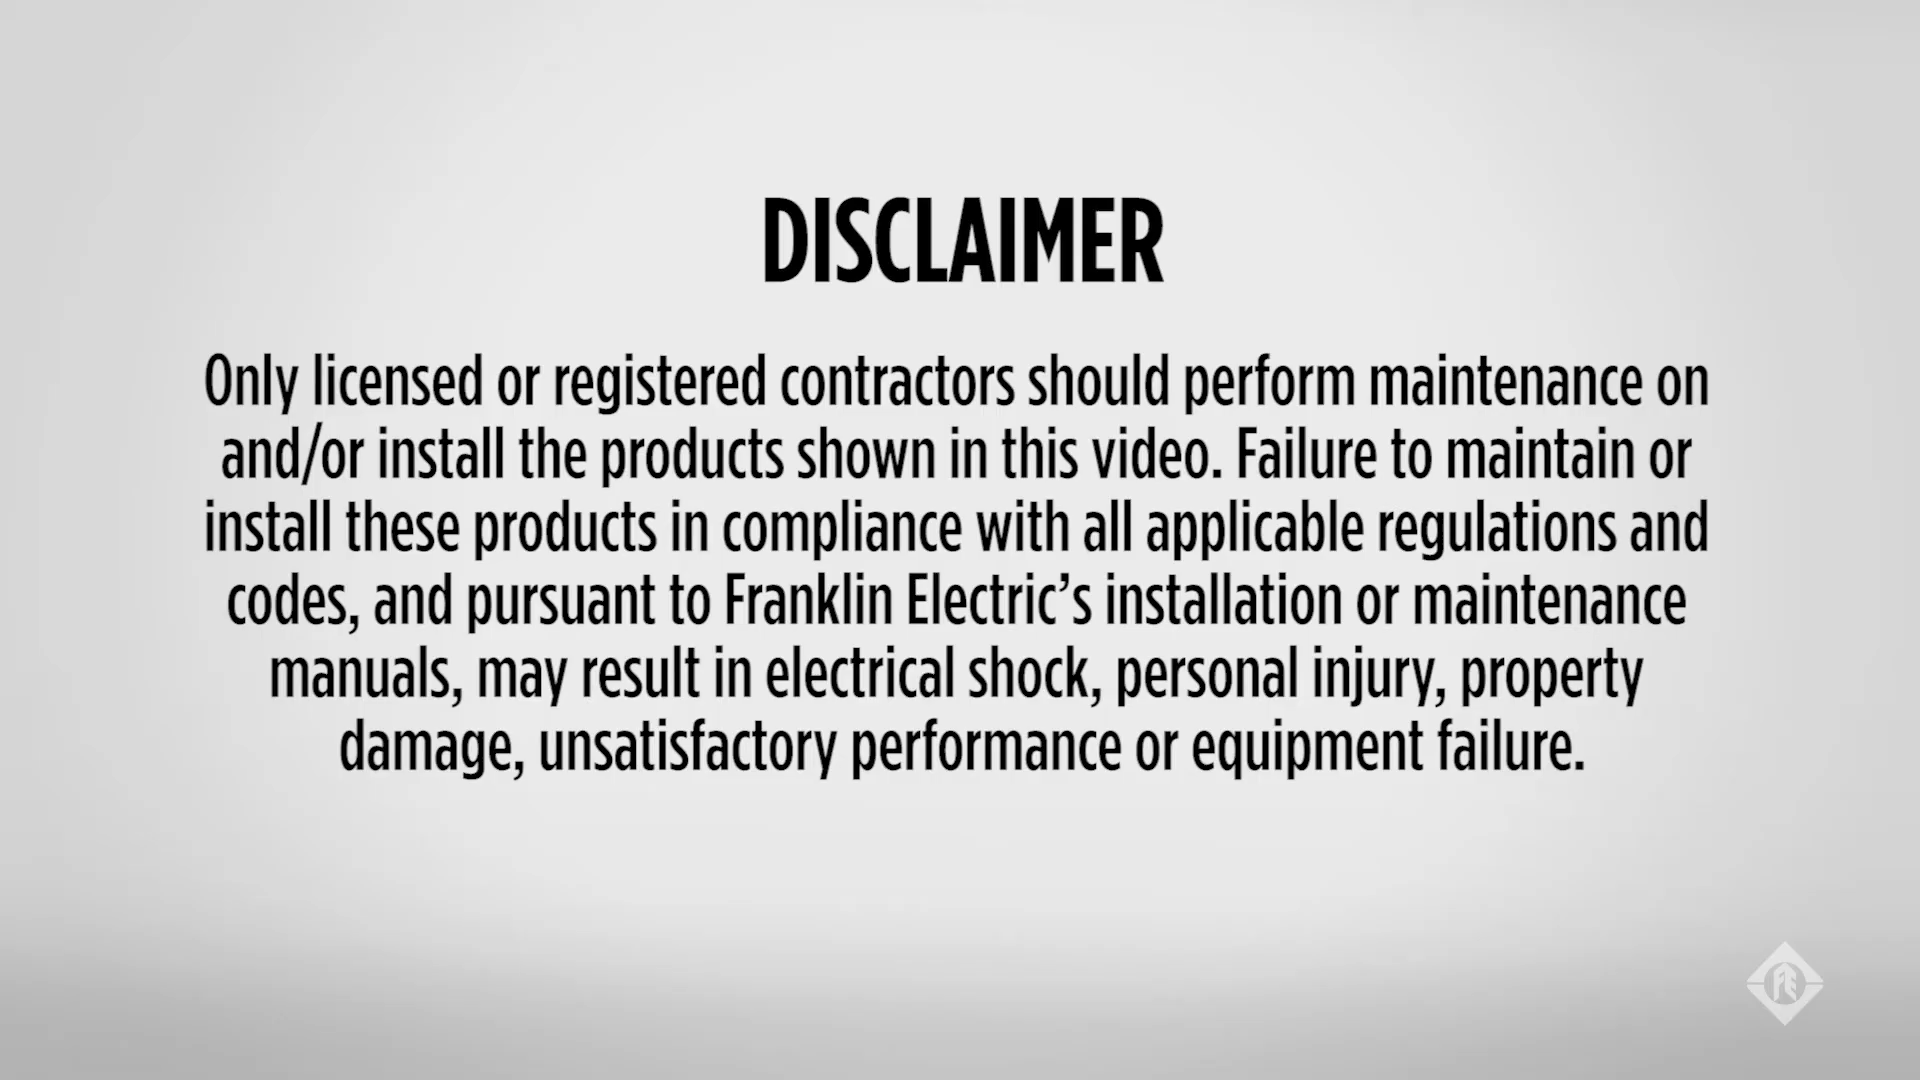 DISCLAIMER
Only licensed or registered contractors should perform maintenance on
and/or install the products shown in this video. Failure to maintain or
install these products in compliance with all applicable regulations and
codes, and pursuant to Franklin Electric’s installation or maintenance
manuals, may result in electrical shock, personal injury, property
damage, unsatisfactory performance or equipment failure.
FE